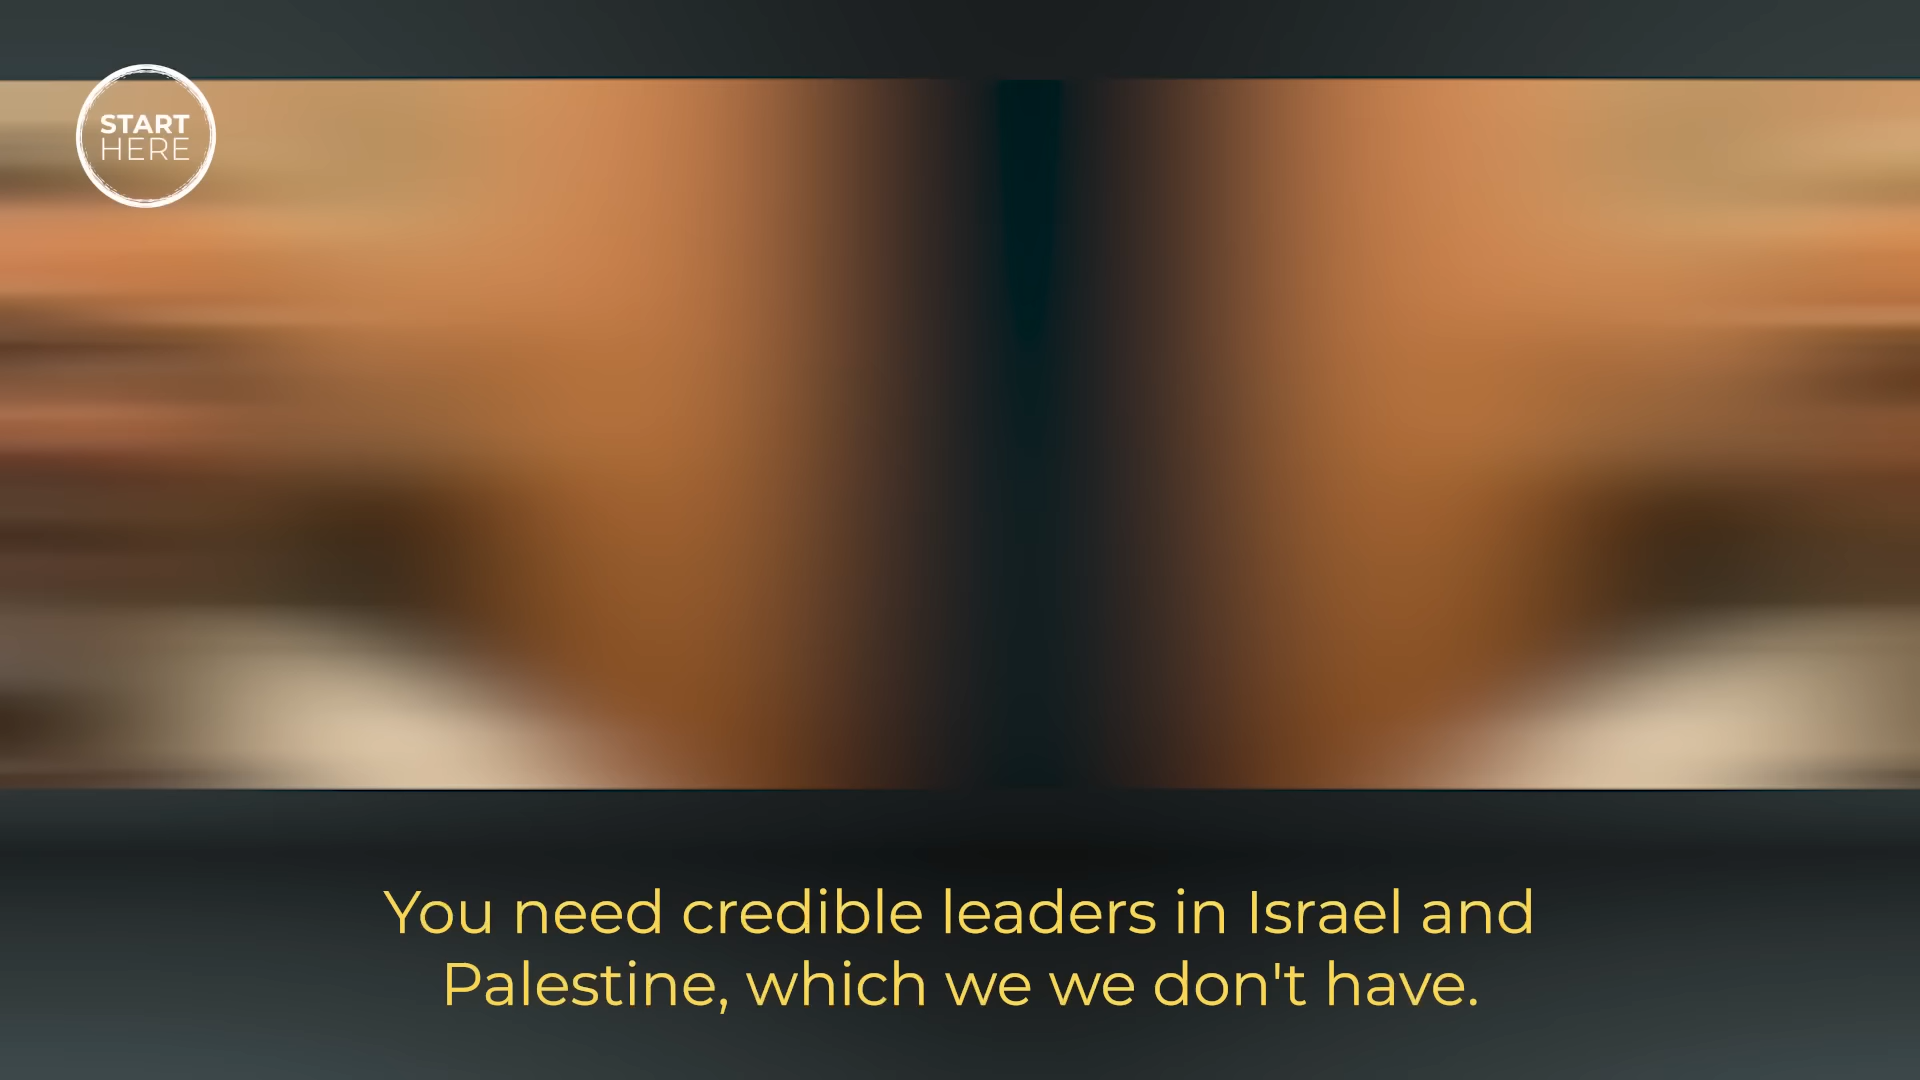 START
HERE
You need credible leaders in Israel and
Palestine, which we we don't have.